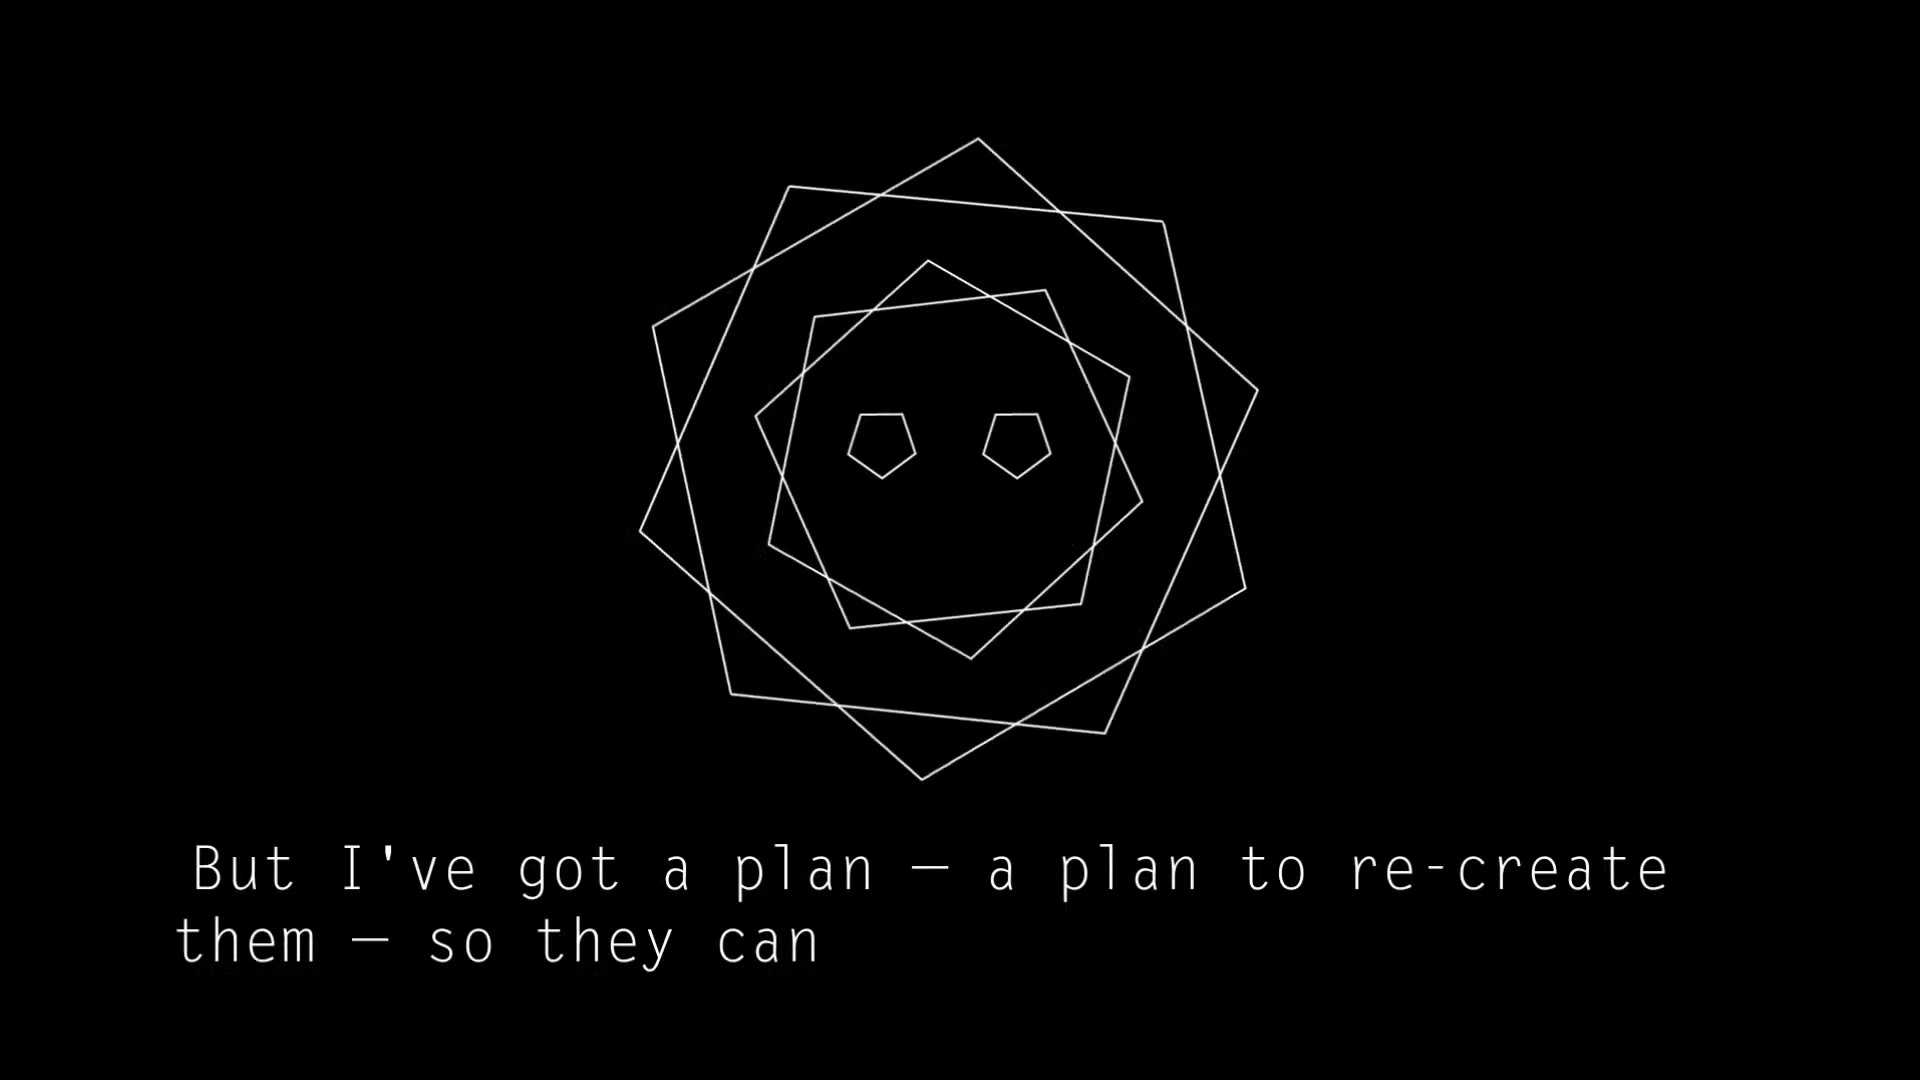 But I've got a plan — a plan to re-create
them — so they can